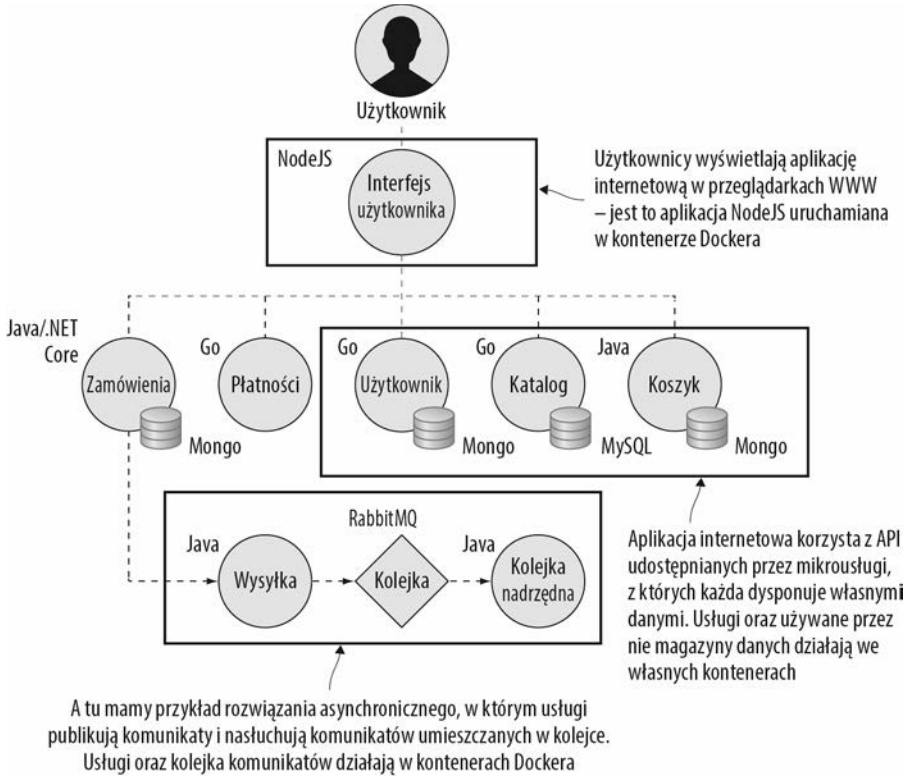 Użytkownik
NodeJS
Interfejs
użytkownika
Użytkownicy wyświetlają aplikację
internetową w przeglądarkach WWW
– jest to aplikacja NodeJS uruchamiana
w kontenerze Dockera
Java/.NET
Core
Zamówienia
Mongo
Go
Płatności
Go
Użytkownik
Mongo
Go
Katalog
MySQL
Java
Koszyk
Mongo
Aplikacja internetowa korzysta z API
udostępnianych przez mikrousługi,
z których każda dysponuje własnymi
danymi. Usługi oraz używane przez
nie magazyny danych działają we
własnych kontenerach
Java
Wysyłka
RabbitMQ
Kolejka
Java
Kolejka
nadrzędna
A tu mamy przykład rozwiązania asynchronicznego, w którym usługi
publikują komunikaty i nasłuchują komunikatów umieszczanych w kolejce.
Usługi oraz kolejka komunikatów działają w kontenerach Dockera